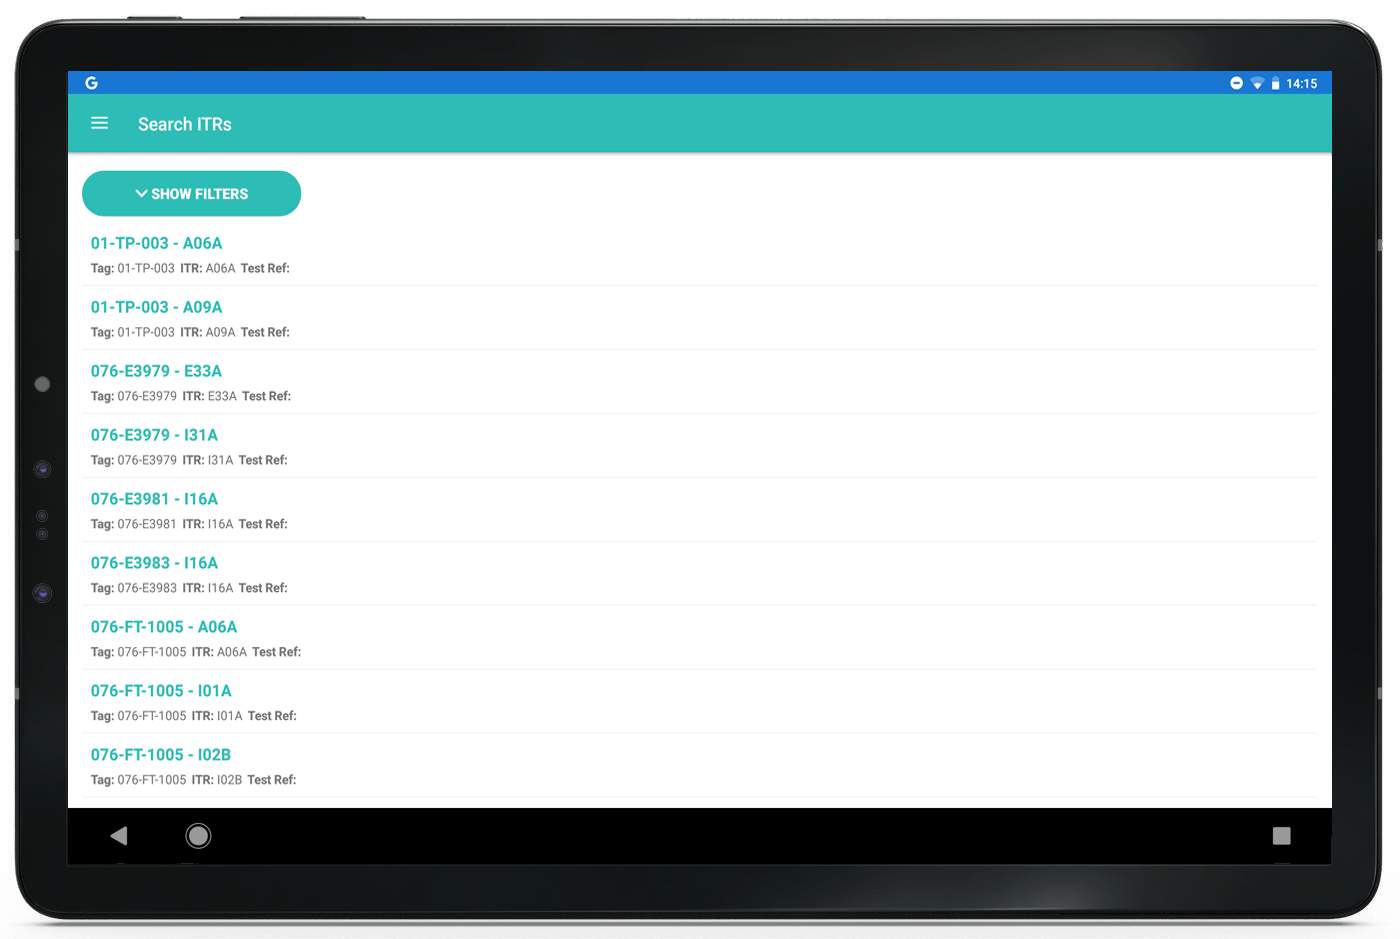 G 14:15
Search ITRs
SHOW FILTERS
01-TP-003 - A06A
Tag: 01-TP-003 ITR: A06A Test Ref:
01-TP-003 - A09A
Tag: 01-TP-003 ITR: A09A Test Ref:
076-E3979 - E33A
Tag: 076-E3979 ITR: E33A Test Ref:
076-E3979 - I31A
Tag: 076-E3979 ITR: I31A Test Ref:
076-E3981 - I16A
Tag: 076-E3981 ITR: I16A Test Ref:
076-E3983 - I16A
Tag: 076-E3983 ITR: I16A Test Ref:
076-FT-1005 - A06A
Tag: 076-FT-1005 ITR: A06A Test Ref:
076-FT-1005 - I01A
Tag: 076-FT-1005 ITR: I01A Test Ref:
076-FT-1005 - I02B
Tag: 076-FT-1005 ITR: I02B Test Ref: